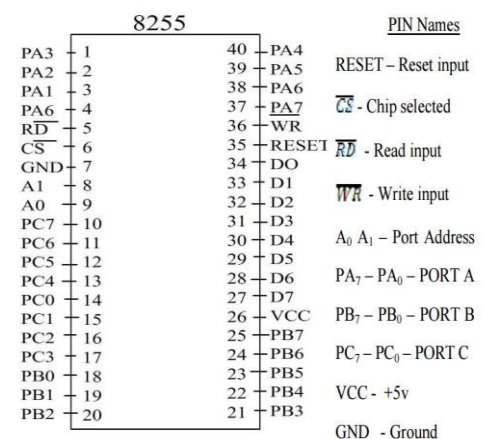 8255
PA3 1
PA2 2
PA1 3
PA6 4
RD 5
CS 6
GND 7
A1 8
A0 9
PC7 10
PC6 11
PC5 12
PC4 13
PC0 14
PC1 15
PC2 16
PC3 17
PB0 18
PB1 19
PB2 20
40 PA4
39 PA5
38 PA6
37 PA7
36 WR
35 RESET
34 DO
33 D1
32 D2
31 D3
30 D4
29 D5
28 D6
27 D7
26 VCC
25 PB7
24 PB6
23 PB5
22 PB4
21 PB3
PIN Names
RESET – Reset input
CS - Chip selected
RD - Read input
WR - Write input
A0 A1 – Port Address
PA7 – PA0 – PORT A
PB7 – PB0 – PORT B
PC7 – PC0 – PORT C
VCC - +5v
GND - Ground